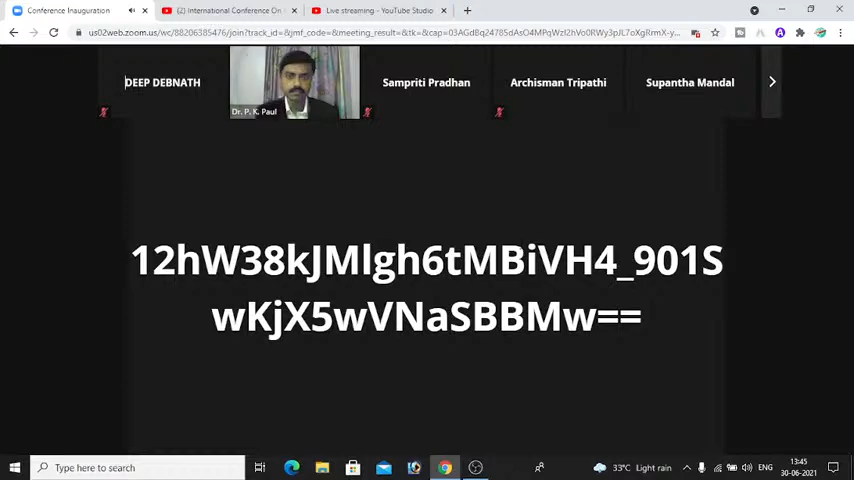 Conference Inauguration
(2) International Conference On
Live streaming - YouTube Studio
us02web.zoom.us/wc/88206385476/join?track_id=&jmf_code=&meeting_result=&tk=&cap=03AGdBq24785dAsO4MPqWzI2hVo0RWy3pJL7oXgRrmX-y...
DEEP DEBNATH
Dr. P. K. Paul
Sampriti Pradhan
Archisman Tripathi
Supantha Mandal
12hW38kJMlgh6tMBiVH4_901S
wKjX5wVNaSBBMw==
Type here to search
33°C Light rain
ENG
13:45
30-06-2021